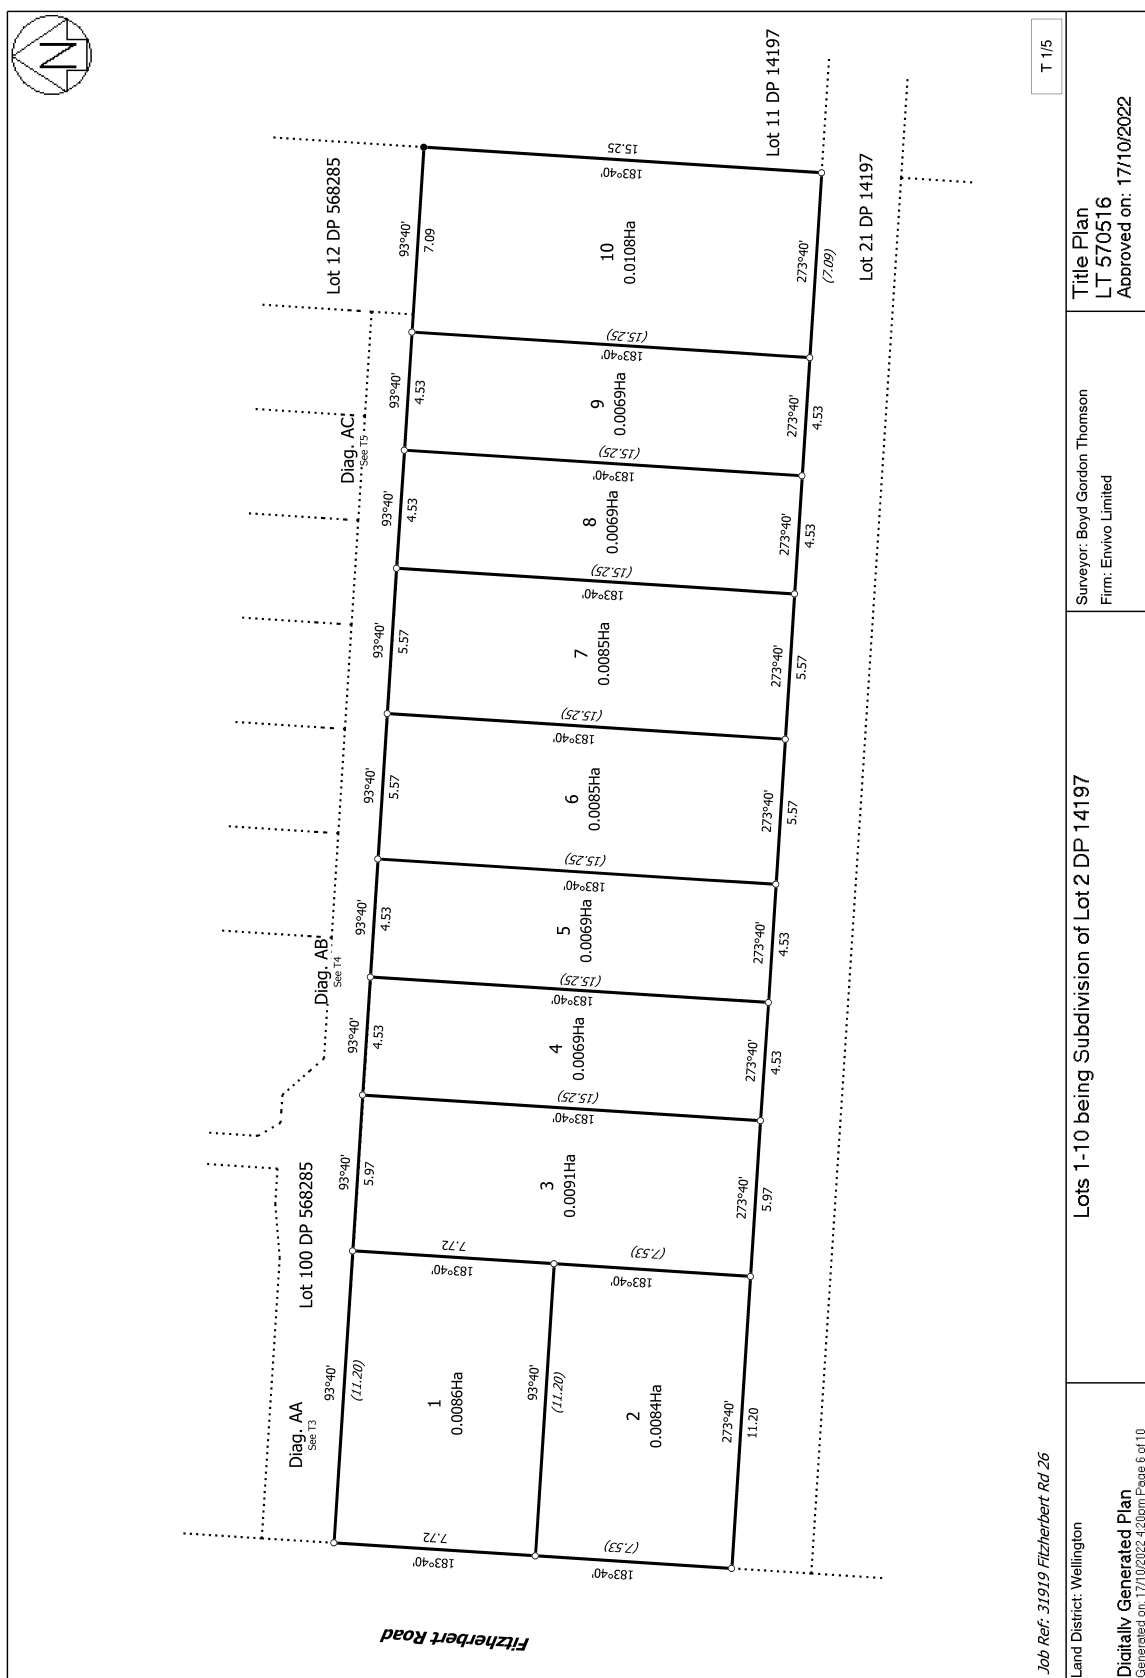 N
Fitzherbert Road
Diag. AA
See T3
Lot 100 DP 568285
Diag. AB
See T4
Diag. AC
See T5
Lot 12 DP 568285
Lot 11 DP 14197
Lot 21 DP 14197
93°40'
(11.20)
1
0.0086Ha
183°40'
7.72
183°40'
7.72
93°40'
(11.20)
2
0.0084Ha
183°40'
(7.53)
183°40'
(7.53)
273°40'
11.20
93°40'
5.97
3
0.0091Ha
273°40'
5.97
183°40'
(15.25)
93°40'
4.53
4
0.0069Ha
273°40'
4.53
183°40'
(15.25)
93°40'
4.53
5
0.0069Ha
273°40'
4.53
183°40'
(15.25)
93°40'
5.57
6
0.0085Ha
273°40'
5.57
183°40'
(15.25)
93°40'
5.57
7
0.0085Ha
273°40'
5.57
183°40'
(15.25)
93°40'
4.53
8
0.0069Ha
273°40'
4.53
183°40'
(15.25)
93°40'
4.53
9
0.0069Ha
273°40'
4.53
183°40'
(15.25)
93°40'
7.09
10
0.0108Ha
273°40'
(7.09)
183°40'
15.25
Job Ref: 31919 Fitzherbert Rd 26
T 1/5
Land District: Wellington
Digitally Generated Plan
Generated on: 17/10/2022 4:20pm Page 6 of 10
Lots 1-10 being Subdivision of Lot 2 DP 14197
Surveyor: Boyd Gordon Thomson
Firm: Envivo Limited
Title Plan
LT 570516
Approved on: 17/10/2022